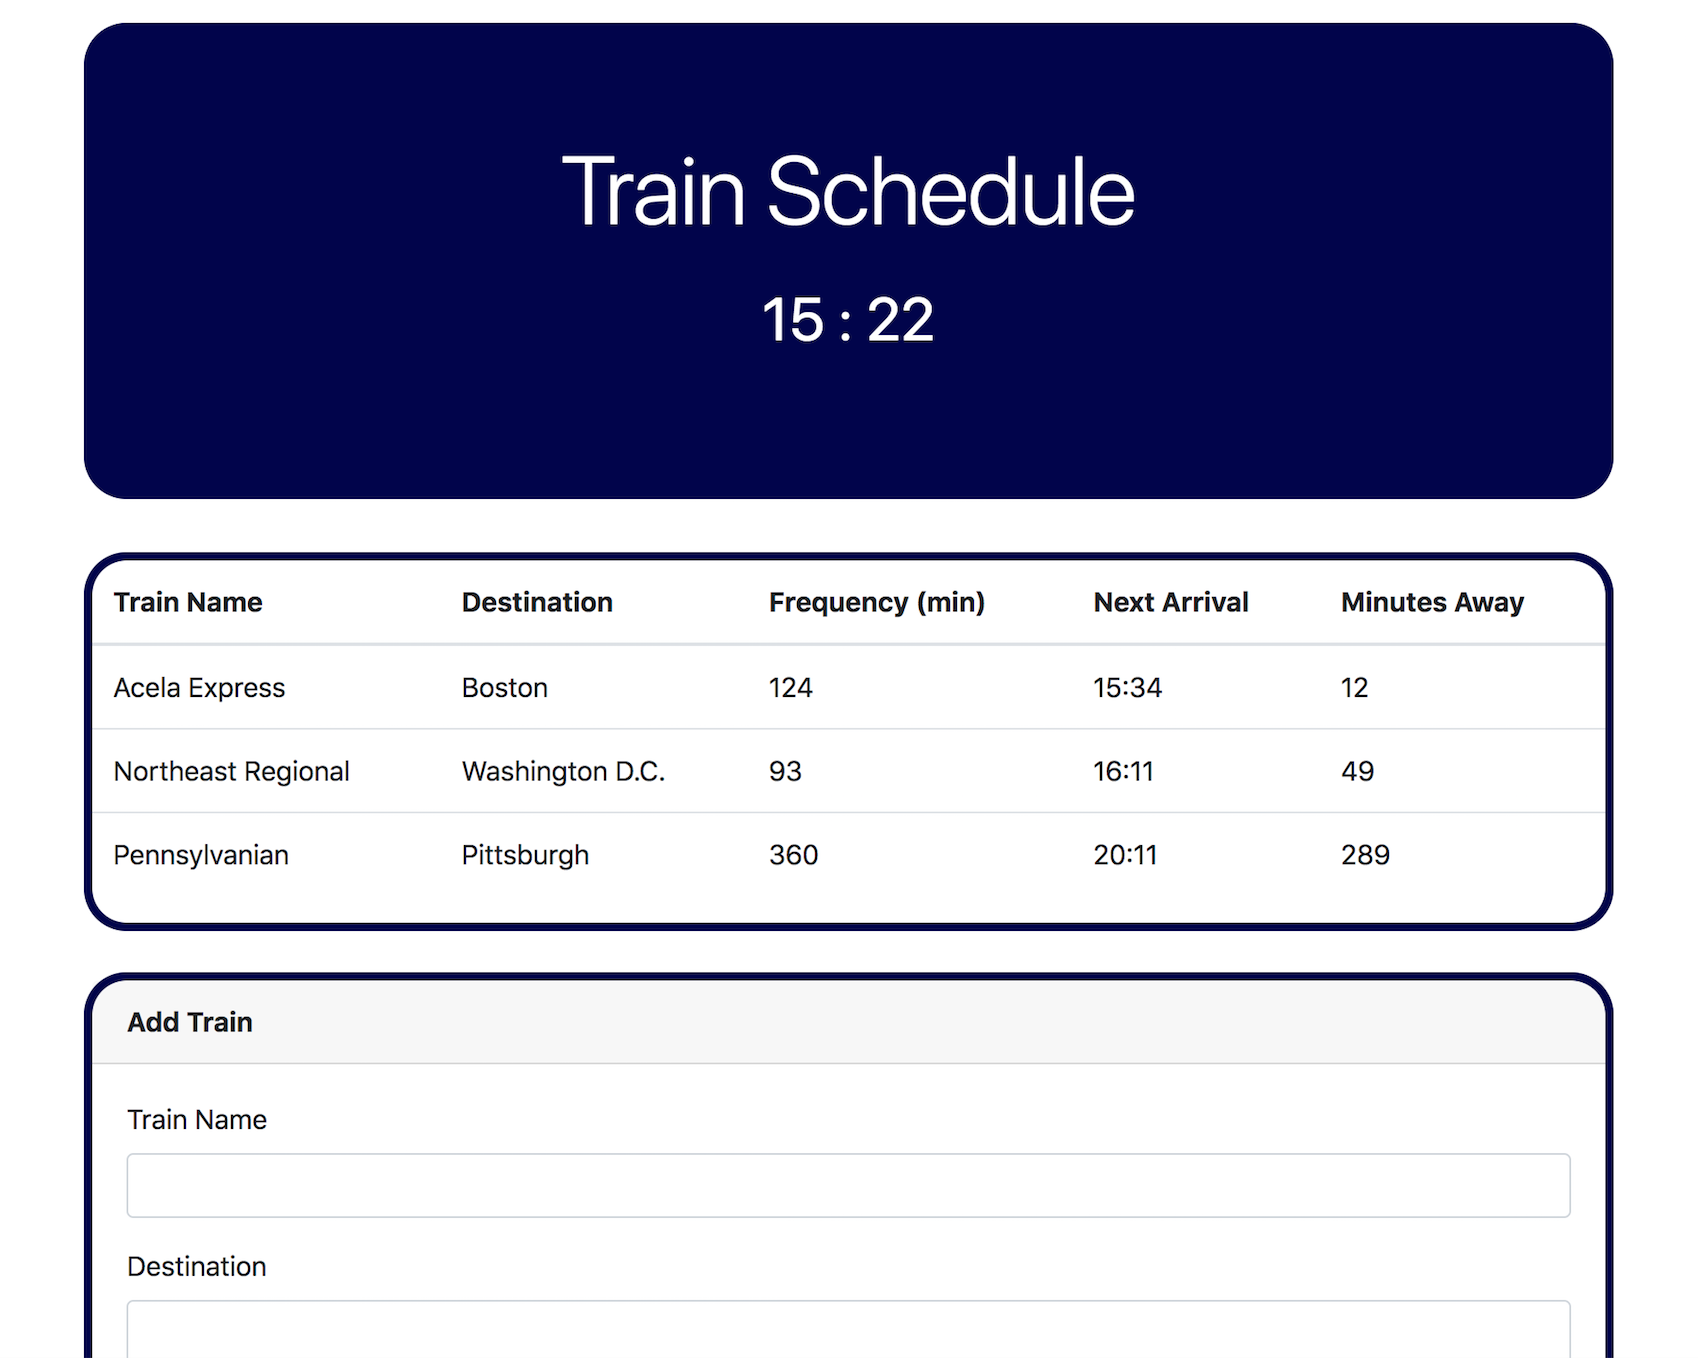 Train Schedule
15 : 22
Train Name Destination Frequency (min) Next Arrival Minutes Away
Acela Express Boston 124 15:34 12
Northeast Regional Washington D.C. 93 16:11 49
Pennsylvanian Pittsburgh 360 20:11 289
Add Train
Train Name
Destination